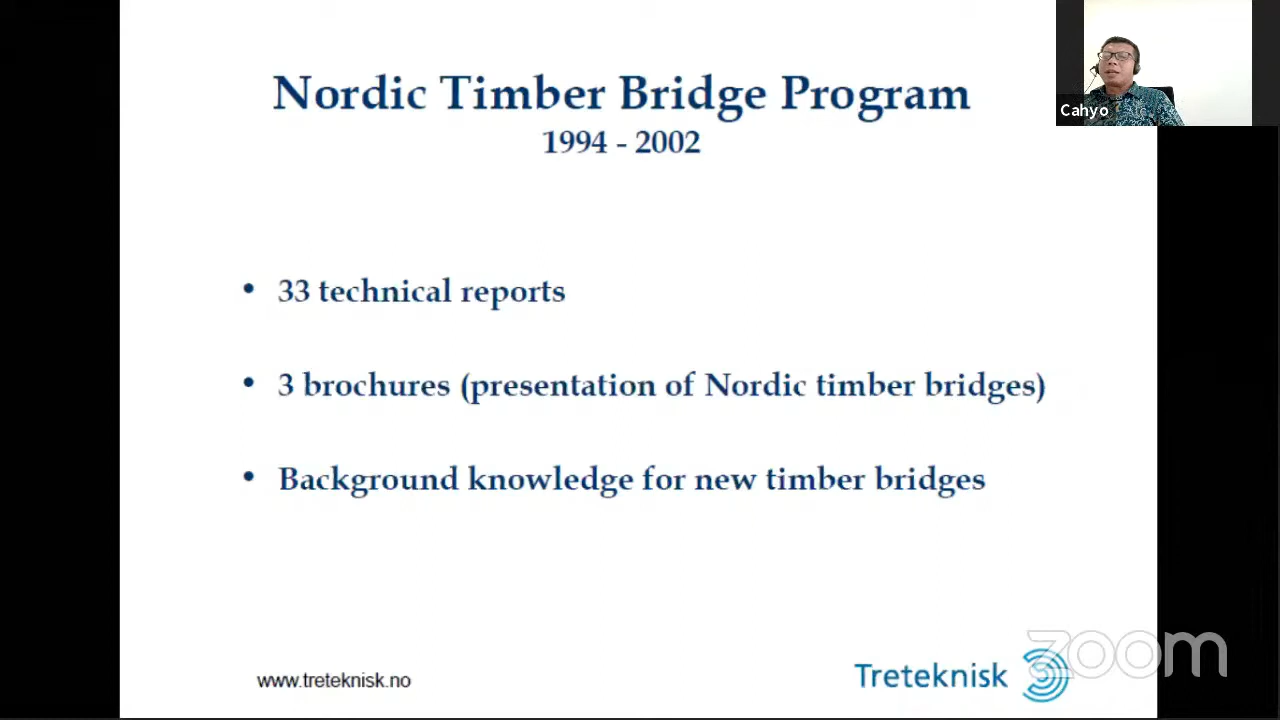 Nordic Timber Bridge Program
1994 - 2002
Cahyo
• 33 technical reports
• 3 brochures (presentation of Nordic timber bridges)
• Background knowledge for new timber bridges
www.treteknisk.no
Treteknisk
zoom